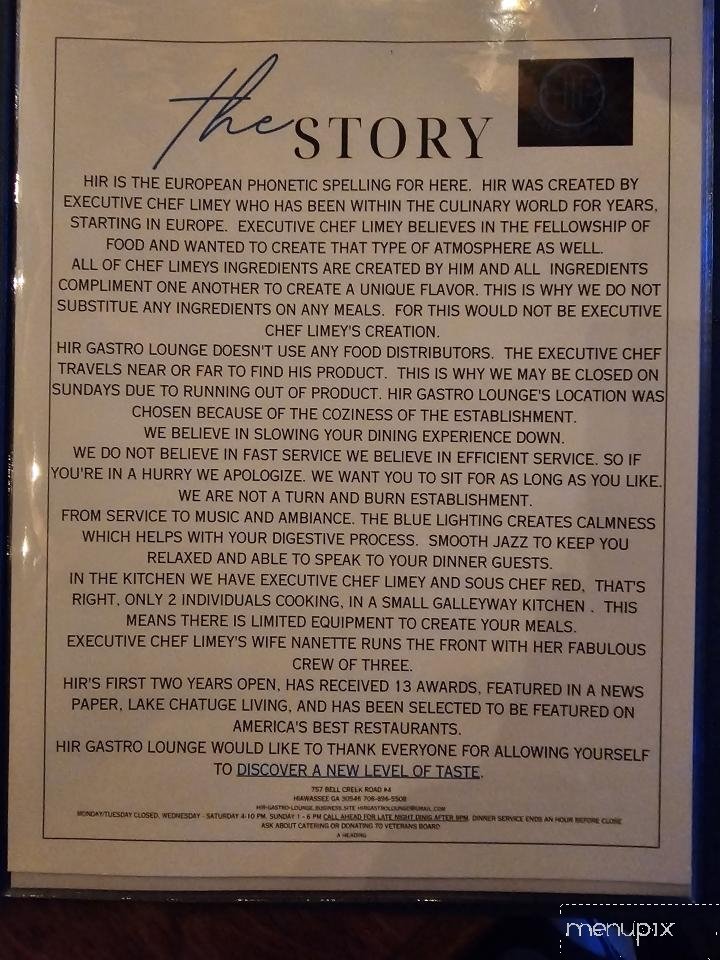 the STORY
HIR
HIR IS THE EUROPEAN PHONETIC SPELLING FOR HERE. HIR WAS CREATED BY
EXECUTIVE CHEF LIMEY WHO HAS BEEN WITHIN THE CULINARY WORLD FOR YEARS,
STARTING IN EUROPE. EXECUTIVE CHEF LIMEY BELIEVES IN THE FELLOWSHIP OF
FOOD AND WANTED TO CREATE THAT TYPE OF ATMOSPHERE AS WELL.
ALL OF CHEF LIMEYS INGREDIENTS ARE CREATED BY HIM AND ALL INGREDIENTS
COMPLIMENT ONE ANOTHER TO CREATE A UNIQUE FLAVOR. THIS IS WHY WE DO NOT
SUBSTITUE ANY INGREDIENTS ON ANY MEALS. FOR THIS WOULD NOT BE EXECUTIVE
CHEF LIMEY'S CREATION.
HIR GASTRO LOUNGE DOESN'T USE ANY FOOD DISTRIBUTORS. THE EXECUTIVE CHEF
TRAVELS NEAR OR FAR TO FIND HIS PRODUCT. THIS IS WHY WE MAY BE CLOSED ON
SUNDAYS DUE TO RUNNING OUT OF PRODUCT. HIR GASTRO LOUNGE'S LOCATION WAS
CHOSEN BECAUSE OF THE COZINESS OF THE ESTABLISHMENT.
WE BELIEVE IN SLOWING YOUR DINING EXPERIENCE DOWN.
WE DO NOT BELIEVE IN FAST SERVICE WE BELIEVE IN EFFICIENT SERVICE. SO IF
YOU'RE IN A HURRY WE APOLOGIZE. WE WANT YOU TO SIT FOR AS LONG AS YOU LIKE.
WE ARE NOT A TURN AND BURN ESTABLISHMENT.
FROM SERVICE TO MUSIC AND AMBIANCE. THE BLUE LIGHTING CREATES CALMNESS
WHICH HELPS WITH YOUR DIGESTIVE PROCESS. SMOOTH JAZZ TO KEEP YOU
RELAXED AND ABLE TO SPEAK TO YOUR DINNER GUESTS.
IN THE KITCHEN WE HAVE EXECUTIVE CHEF LIMEY AND SOUS CHEF RED, THAT'S
RIGHT, ONLY 2 INDIVIDUALS COOKING, IN A SMALL GALLEYWAY KITCHEN . THIS
MEANS THERE IS LIMITED EQUIPMENT TO CREATE YOUR MEALS.
EXECUTIVE CHEF LIMEY'S WIFE NANETTE RUNS THE FRONT WITH HER FABULOUS
CREW OF THREE.
HIR'S FIRST TWO YEARS OPEN, HAS RECEIVED 13 AWARDS, FEATURED IN A NEWS
PAPER, LAKE CHATUGE LIVING, AND HAS BEEN SELECTED TO BE FEATURED ON
AMERICA'S BEST RESTAURANTS.
HIR GASTRO LOUNGE WOULD LIKE TO THANK EVERYONE FOR ALLOWING YOURSELF
TO DISCOVER A NEW LEVEL OF TASTE.
757 BELL CREEK ROAD #4
HIAWASSEE GA 30546 706-896-5508
HIR-GASTRO-LOUNGE.BUSINESS.SITE HIRGASTROLOUNGE@GMAIL.COM
MONDAY/TUESDAY CLOSED, WEDNESDAY - SATURDAY 4-10 PM, SUNDAY 1 - 6 PM CALL AHEAD FOR LATE NIGHT DINIG AFTER 8PM. DINNER SERVICE ENDS AN HOUR BEFORE CLOSE
ASK ABOUT CATERING OR DONATING TO VETERANS BOARD
A HEADING
menupix